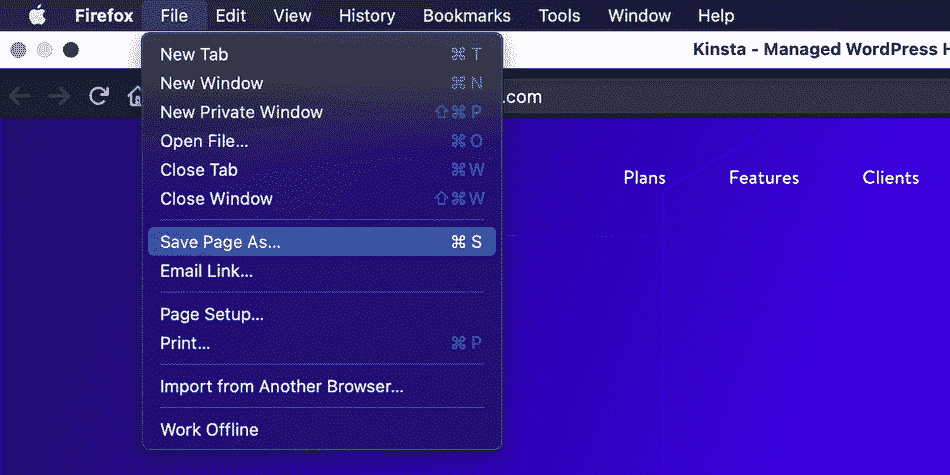 Firefox File Edit View History Bookmarks Tools Window Help
Kinsta - Managed WordPress H
.com
New Tab ⌘ T
New Window ⌘ N
New Private Window ⇧ ⌘ P
Open File... ⌘ O
Close Tab ⌘ W
Close Window ⇧ ⌘ W
Save Page As... ⌘ S
Email Link...
Page Setup...
Print... ⌘ P
Import from Another Browser...
Work Offline
Plans Features Clients